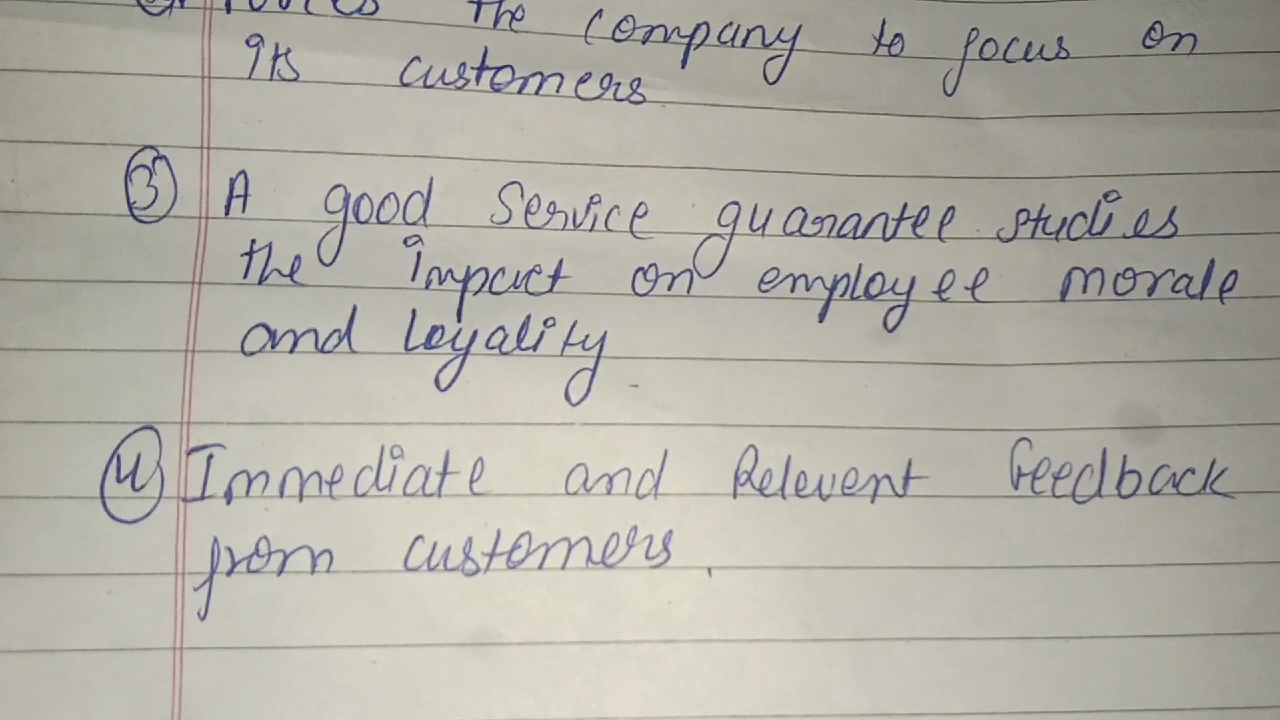 the company to focus on
its customers
③ A good Service guarantee studies
the impact on employee morale
and loyality
④ Immediate and Relevent feedback
from customers.